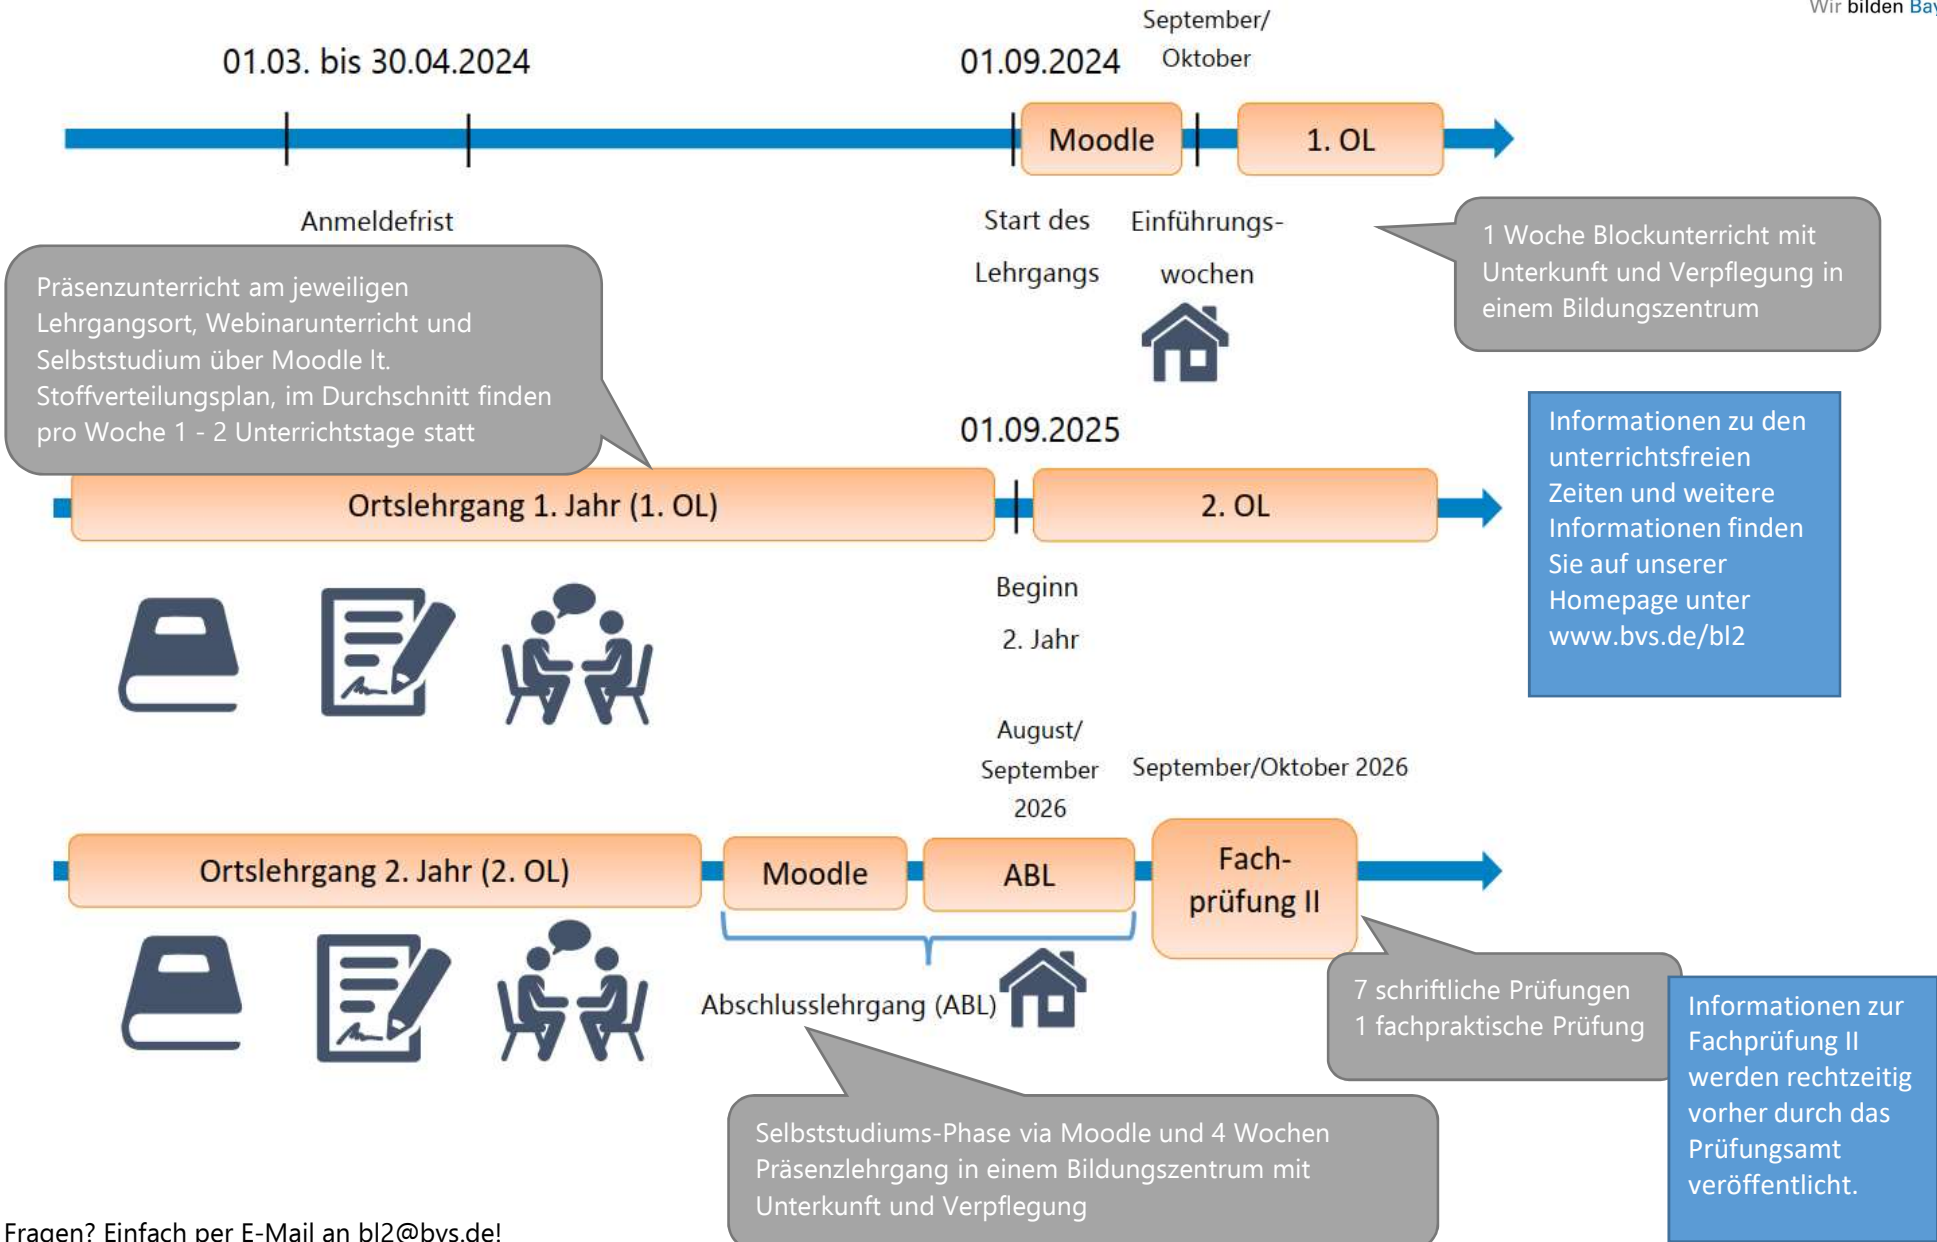 Wir bilden Bay
01.03. bis 30.04.2024
01.09.2024
September/
Oktober
Moodle
1. OL
Anmeldefrist
Start des
Lehrgangs
Einführungs-
wochen
1 Woche Blockunterricht mit
Unterkunft und Verpflegung in
einem Bildungszentrum
Präsenzunterricht am jeweiligen
Lehrgangsort, Webinarunterricht und
Selbststudium über Moodle lt.
Stoffverteilungsplan, im Durchschnitt finden
pro Woche 1 - 2 Unterrichtstage statt
01.09.2025
Ortslehrgang 1. Jahr (1. OL)
2. OL
Beginn
2. Jahr
Informationen zu den
unterrichtsfreien
Zeiten und weitere
Informationen finden
Sie auf unserer
Homepage unter
www.bvs.de/bl2
August/
September
2026
September/Oktober 2026
Ortslehrgang 2. Jahr (2. OL)
Moodle
ABL
Fach-
prüfung II
Abschlusslehrgang (ABL)
7 schriftliche Prüfungen
1 fachpraktische Prüfung
Informationen zur
Fachprüfung II
werden rechtzeitig
vorher durch das
Prüfungsamt
veröffentlicht.
Selbststudiums-Phase via Moodle und 4 Wochen
Präsenzlehrgang in einem Bildungszentrum mit
Unterkunft und Verpflegung
Fragen? Einfach per E-Mail an bl2@bvs.de!